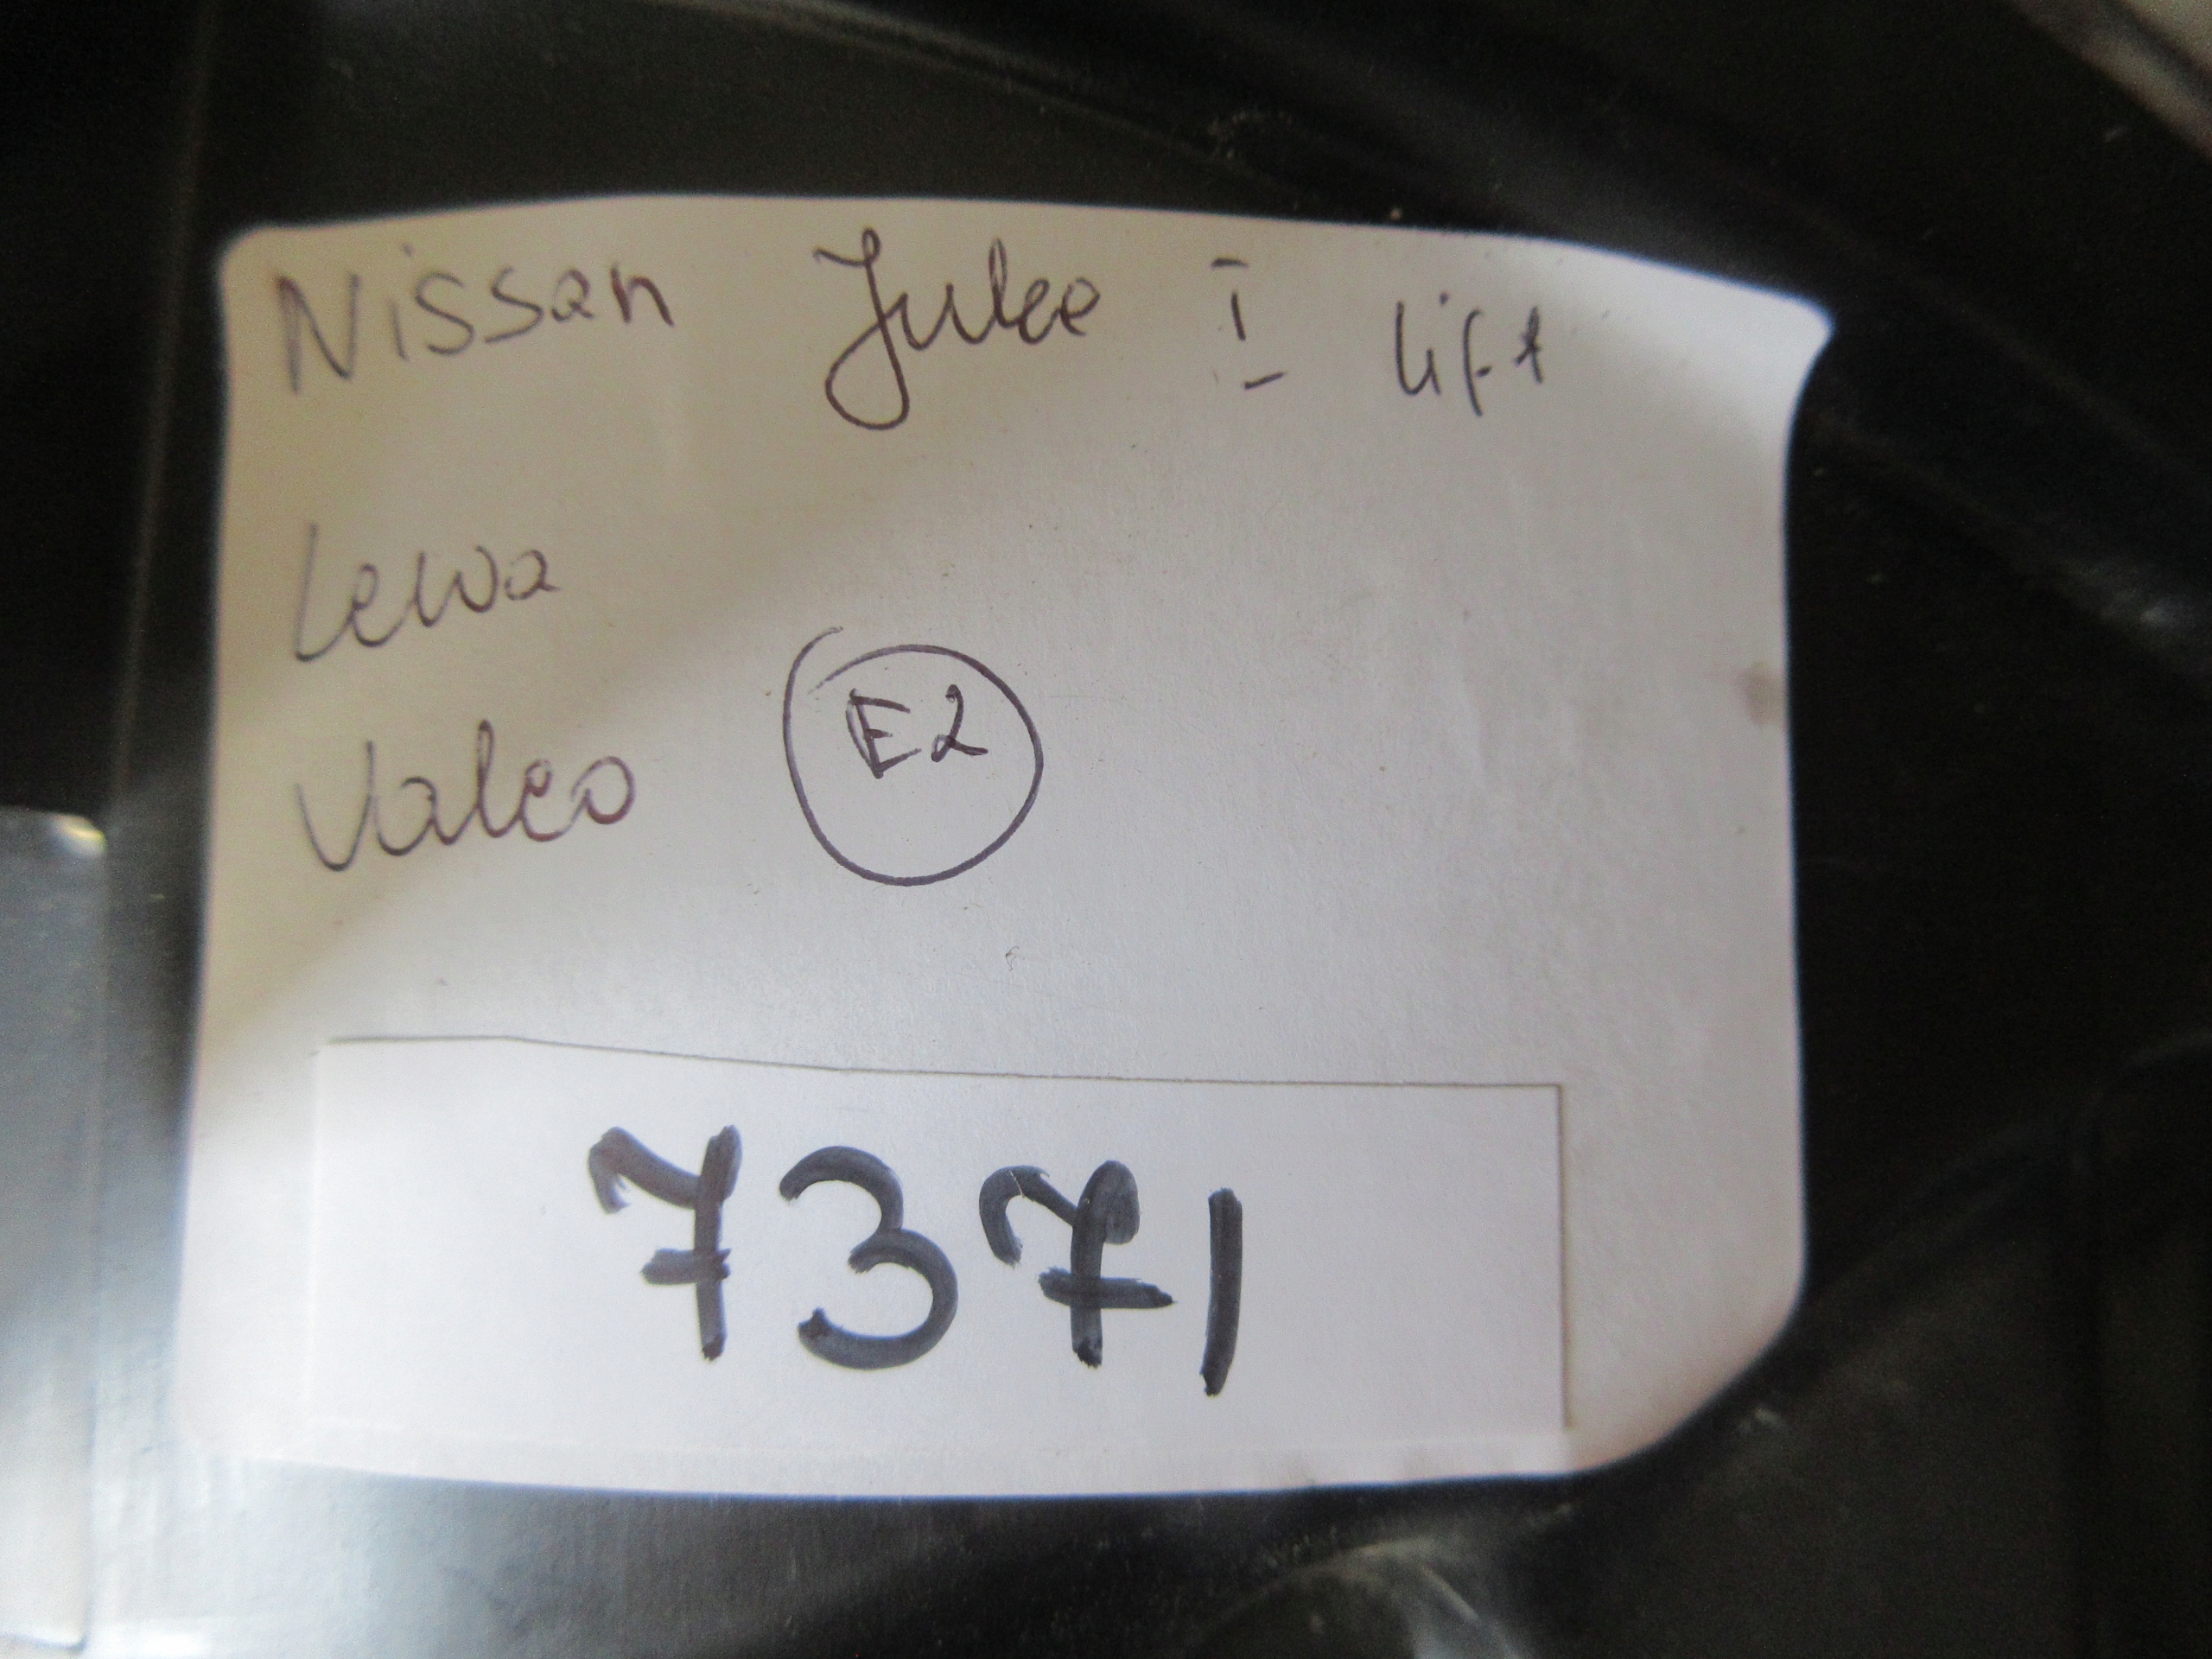 Nissan Juke I lift
Lewa
Valeo E2
7371